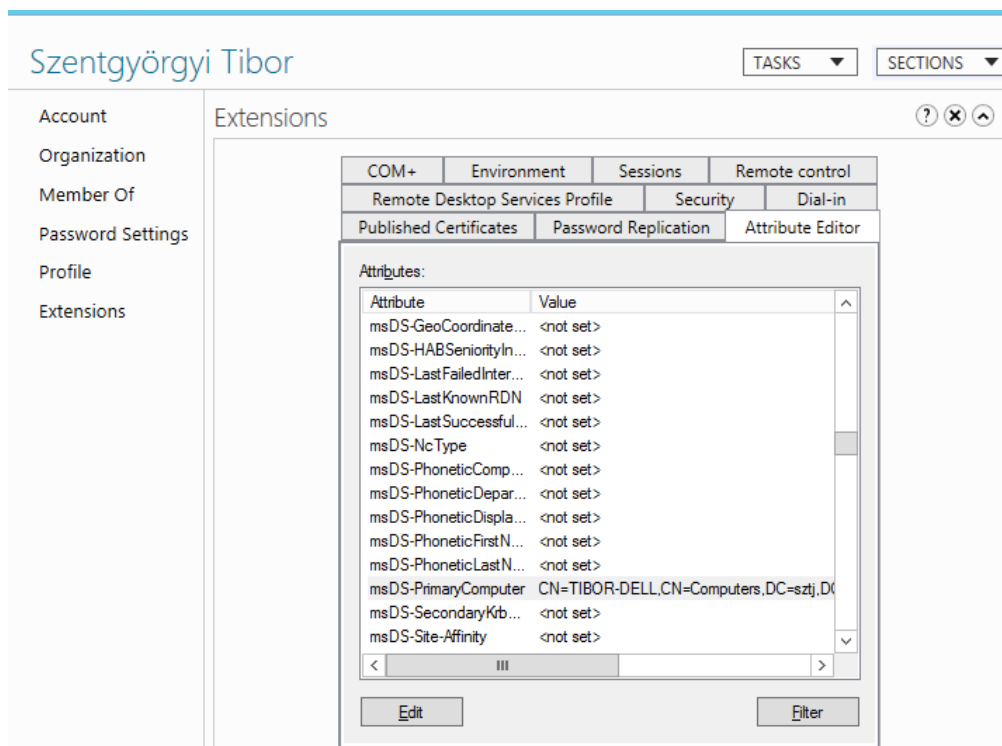 Szentgyörgyi Tibor
TASKS
SECTIONS
Account
Organization
Member Of
Password Settings
Profile
Extensions
Extensions
COM+ Environment Sessions Remote control
Remote Desktop Services Profile Security Dial-in
Published Certificates Password Replication Attribute Editor
Attributes:
Attribute Value
msDS-GeoCoordinate... <not set>
msDS-HABSeniorityIn... <not set>
msDS-LastFailedInter... <not set>
msDS-LastKnownRDN <not set>
msDS-LastSuccessful... <not set>
msDS-NcType <not set>
msDS-PhoneticComp... <not set>
msDS-PhoneticDepar... <not set>
msDS-PhoneticDispla... <not set>
msDS-PhoneticFirstN... <not set>
msDS-PhoneticLastN... <not set>
msDS-PrimaryComputer CN=TIBOR-DELL,CN=Computers,DC=sztj,DC
msDS-SecondaryKrb... <not set>
msDS-Site-Affinity <not set>
Edit Filter